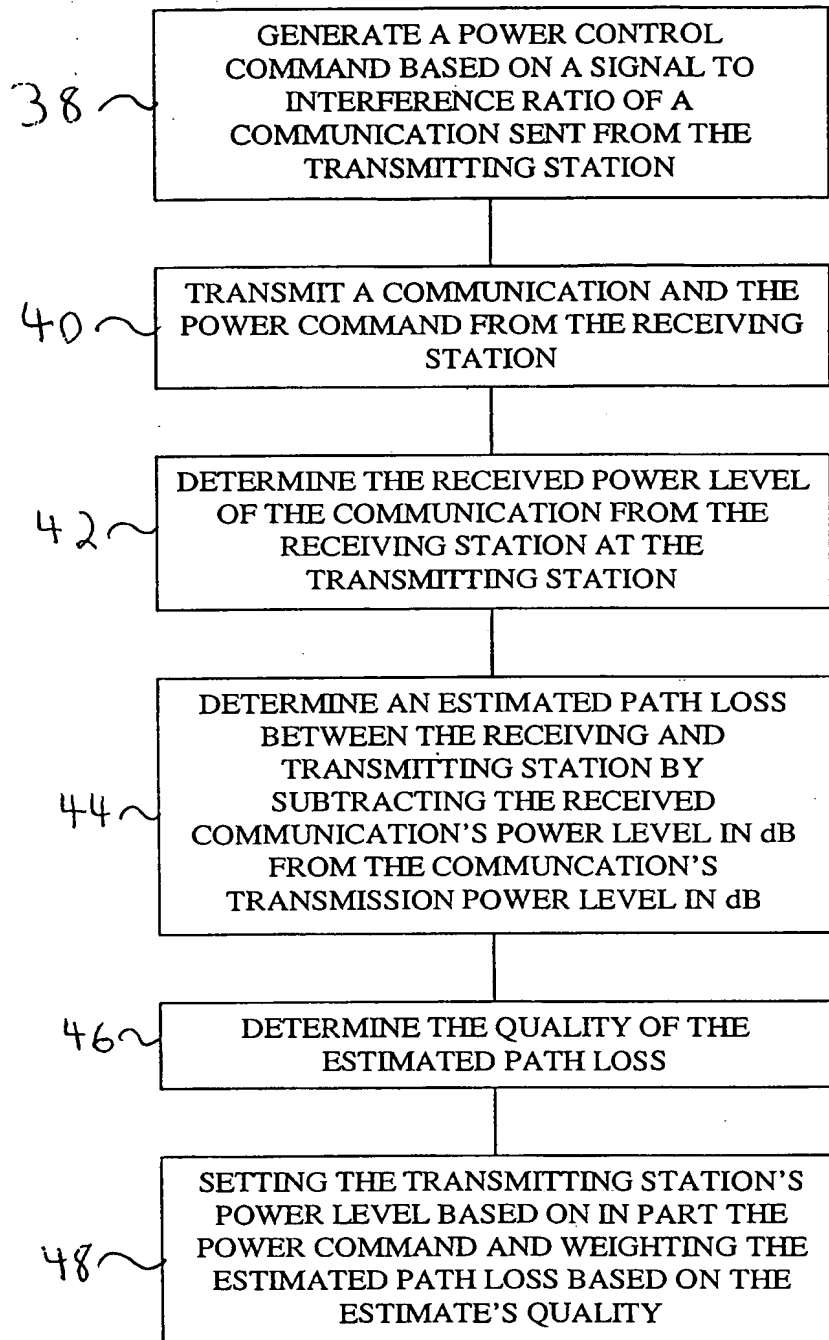 GENERATE A POWER CONTROL
COMMAND BASED ON A SIGNAL TO
38
INTERFERENCE RATIO OF A
COMMUNICATION SENT FROM THE
TRANSMITTING STATION
TRANSMIT A COMMUNICATION AND THE
40
POWER COMMAND FROM THE RECEIVING
STATION
DETERMINE THE RECEIVED POWER LEVEL
42
OF THE COMMUNICATION FROM THE
RECEIVING STATION AT THE
TRANSMITTING STATION
DETERMINE AN ESTIMATED PATH LOSS
BETWEEN THE RECEIVING AND
TRANSMITTING STATION BY
44
SUBTRACTING THE RECEIVED
COMMUNICATION'S POWER LEVEL IN dB
FROM THE COMMUNCATION'S
TRANSMISSION POWER LEVEL IN dB
46
DETERMINE THE QUALITY OF THE
ESTIMATED PATH LOSS
SETTING THE TRANSMITTING STATION'S
POWER LEVEL BASED ON IN PART THE
48
POWER COMMAND AND WEIGHTING THE
ESTIMATED PATH LOSS BASED ON THE
ESTIMATE'S QUALITY